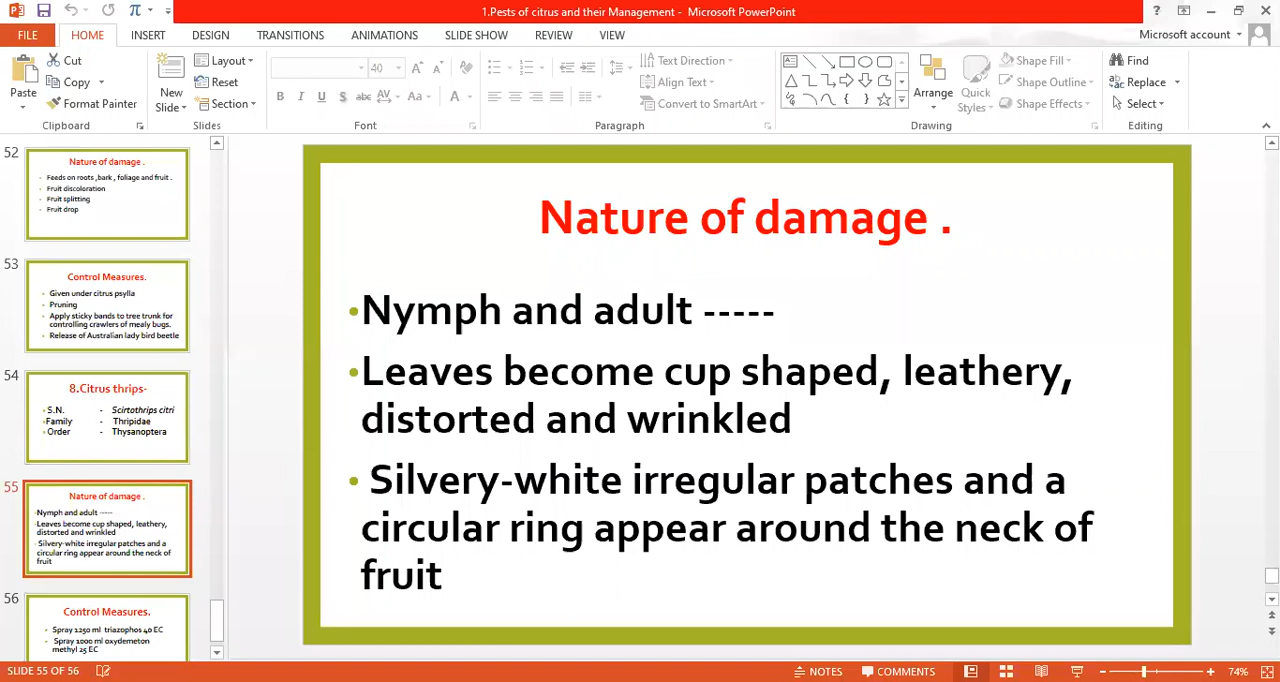 1.Pests of citrus and their Management - Microsoft PowerPoint
FILE HOME INSERT DESIGN TRANSITIONS ANIMATIONS SLIDE SHOW REVIEW VIEW Microsoft account
Paste
Cut
Copy
Format Painter
Clipboard
New
Slide
Layout
Reset
Section
Slides
40
Font
Text Direction
Align Text
Convert to SmartArt
Paragraph
Arrange
Quick
Styles
Shape Fill
Shape Outline
Shape Effects
Drawing
Find
Replace
Select
Editing
52
Nature of damage .
• Feeds on roots ,bark , foliage and fruit .
• Fruit discoloration
• Fruit splitting
• Fruit drop
53
Control Measures.
• Given under citrus psylla
• Pruning
• Apply sticky bands to tree trunk for
controlling crawlers of mealy bugs.
• Release of Australian lady bird beetle
54
8.Citrus thrips-
S.N. - Scirtothrips citri
Family - Thripidae
Order - Thysanoptera
55
Nature of damage .
Nymph and adult -----
Leaves become cup shaped, leathery,
distorted and wrinkled
Silvery-white irregular patches and a
circular ring appear around the neck of
fruit
56
Control Measures.
• Spray 1250 ml triazophos 40 EC
• Spray 1000 ml oxydemeton
methyl 25 EC
Nature of damage .
•Nymph and adult -----
•Leaves become cup shaped, leathery,
distorted and wrinkled
• Silvery-white irregular patches and a
circular ring appear around the neck of
fruit
SLIDE 55 OF 56 NOTES COMMENTS 74%